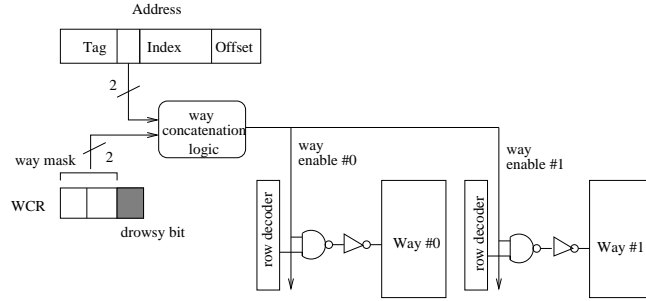 Address
Tag Index Offset
2
way
concatenation
logic
way mask
2
WCR
drowsy bit
way
enable #0
way
enable #1
row decoder
Way #0
row decoder
Way #1